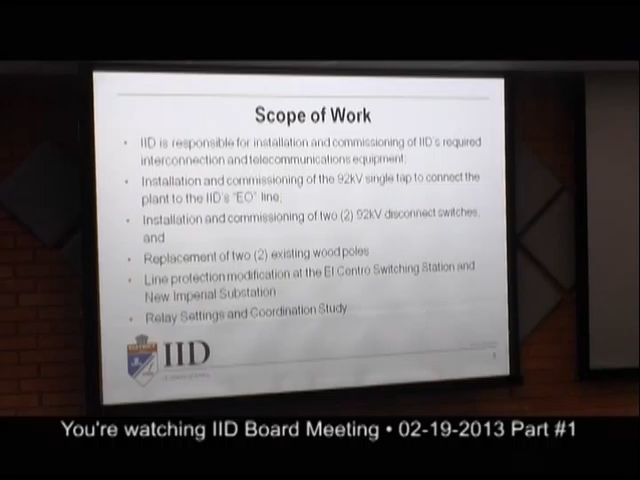 Scope of Work
• IID is responsible for installation and commissioning of IID's required
interconnection and telecommunications equipment.
• Installation and commissioning of the 92kV single tap to connect the
plant to the IID's "EO" line,
• Installation and commissioning of two (2) 92kV disconnect switches,
and
• Replacement of two (2) existing wood poles
• Line protection modification at the El Centro Switching Station and
New Imperial Substation
• Relay Settings and Coordination Study
IID
You're watching IID Board Meeting • 02-19-2013 Part #1